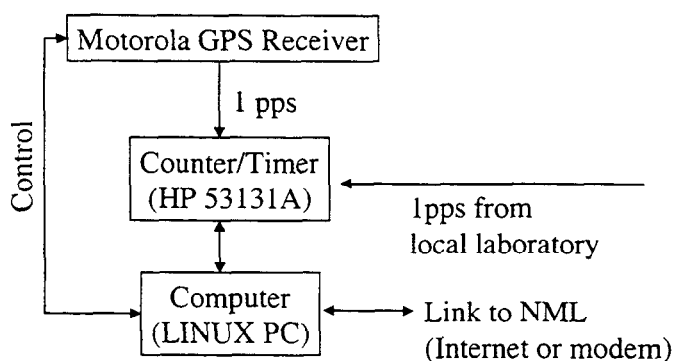 Motorola GPS Receiver
1 pps
Control
Counter/Timer
(HP 53131A)
1pps from
local laboratory
Computer
(LINUX PC)
Link to NML
(Internet or modem)